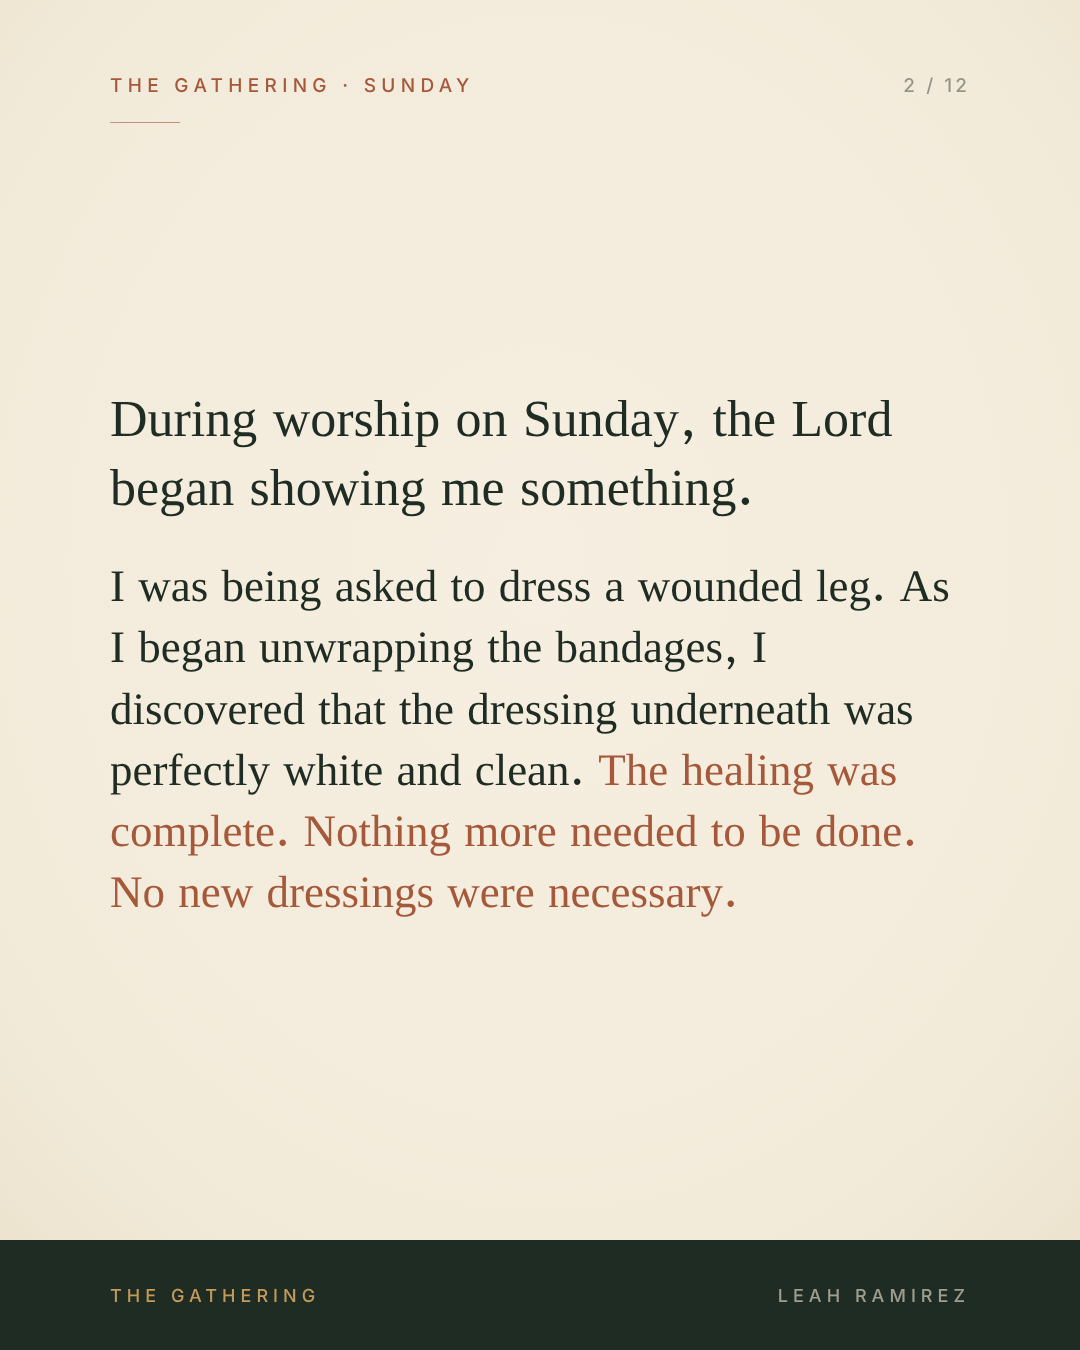 THE GATHERING · SUNDAY
2 / 12
During worship on Sunday, the Lord
began showing me something.
I was being asked to dress a wounded leg. As
I began unwrapping the bandages, I
discovered that the dressing underneath was
perfectly white and clean. The healing was
complete. Nothing more needed to be done.
No new dressings were necessary.
THE GATHERING
LEAH RAMIREZ